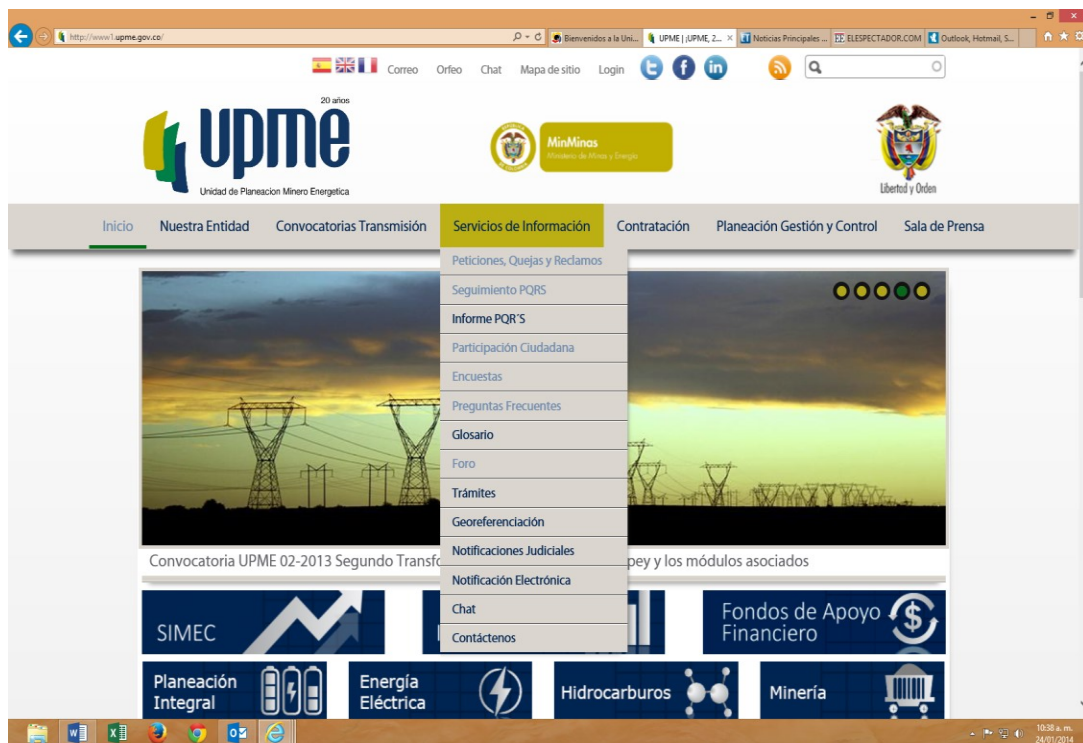 http://www1.upme.gov.co/
Bienvenidos a la Uni...
UPME | ¡UPME, 2...
Noticias Principales ...
EE ELESPECTADOR.COM
Outlook, Hotmail, S...
Correo Orfeo Chat Mapa de sitio Login
20 años
upme
Unidad de Planeacion Minero Energetica
MinMinas
Ministerio de Minas y Energía
Libertad y Orden
Inicio Nuestra Entidad Convocatorias Transmisión Servicios de Información Contratación Planeación Gestión y Control Sala de Prensa
Peticiones, Quejas y Reclamos
Seguimiento PQRS
Informe PQR´S
Participación Ciudadana
Encuestas
Preguntas Frecuentes
Glosario
Foro
Trámites
Georeferenciación
Notificaciones Judiciales
Notificación Electrónica
Chat
Contáctenos
Convocatoria UPME 02-2013 Segundo Transfo
pey y los módulos asociados
SIMEC
Fondos de Apoyo
Financiero
Planeación
Integral
Energía
Eléctrica
Hidrocarburos
Minería
10:38 a. m.
24/01/2014